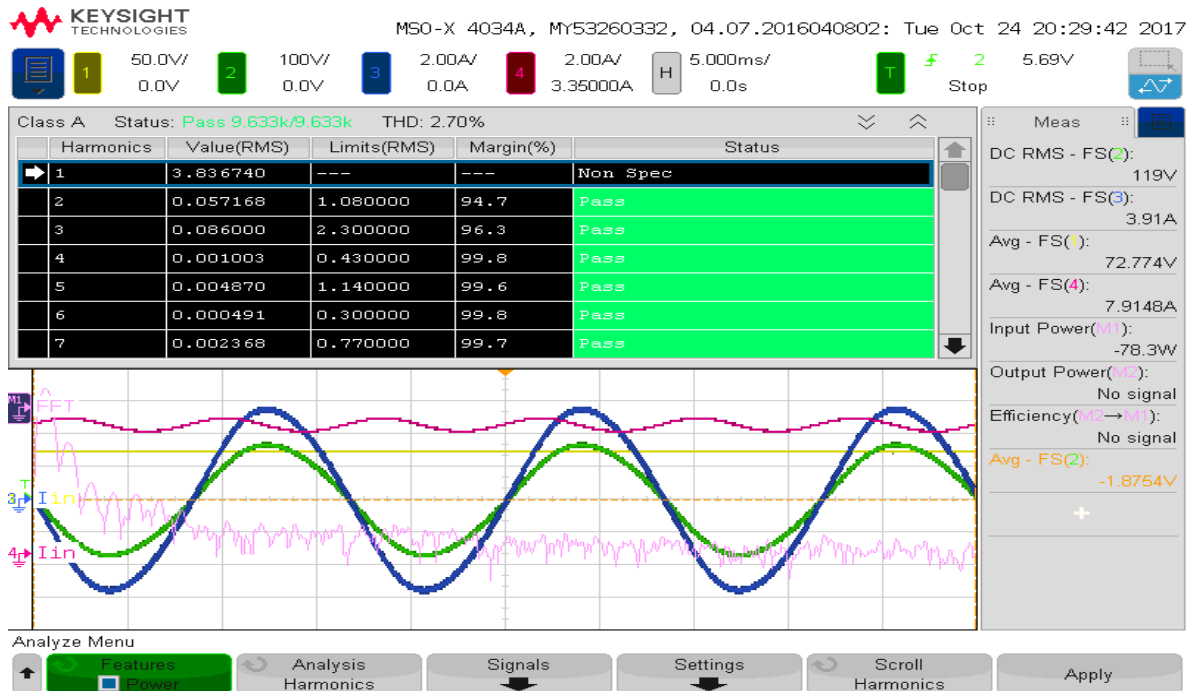 KEYSIGHT
TECHNOLOGIES
MSO-X 4034A, MY53260332, 04.07.2016040802: Tue Oct 24 20:29:42 2017
1 50.0V/ 2 100V/ 3 2.00A/ 4 2.00A/ H 5.000ms/ T 2 5.69V
0.0V 0.0V 0.0A 3.35000A 0.0s Stop
Class A Status: Pass 9.633k/9.633k THD: 2.70%
Harmonics Value(RMS) Limits(RMS) Margin(%) Status
1 3.836740 --- --- Non Spec
2 0.057168 1.080000 94.7 Pass
3 0.086000 2.300000 96.3 Pass
4 0.001003 0.430000 99.8 Pass
5 0.004870 1.140000 99.6 Pass
6 0.000491 0.300000 99.8 Pass
7 0.002368 0.770000 99.7 Pass
Meas
DC RMS - FS(2):
119V
DC RMS - FS(3):
3.91A
Avg - FS(1):
72.774V
Avg - FS(4):
7.9148A
Input Power(M1):
-78.3W
Output Power(M2):
No signal
Efficiency(M2→M1):
No signal
Avg - FS(2):
-1.8754V
+
M1
FFT
T
3 Iin
4 Iin
Analyze Menu
Features
Power
Analysis
Harmonics
Signals
Settings
Scroll
Harmonics
Apply